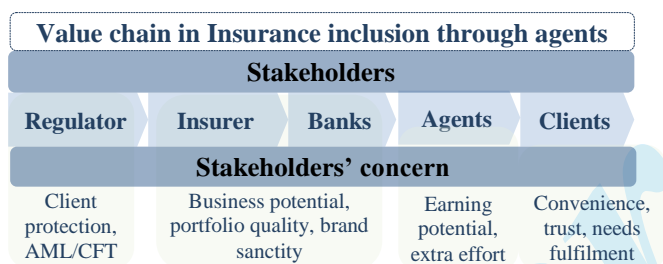 Value chain in Insurance inclusion through agents
Stakeholders
Regulator Insurer Banks Agents Clients
Stakeholders’ concern
Client protection, AML/CFT
Business potential, portfolio quality, brand sanctity
Earning potential, extra effort
Convenience, trust, needs fulfilment